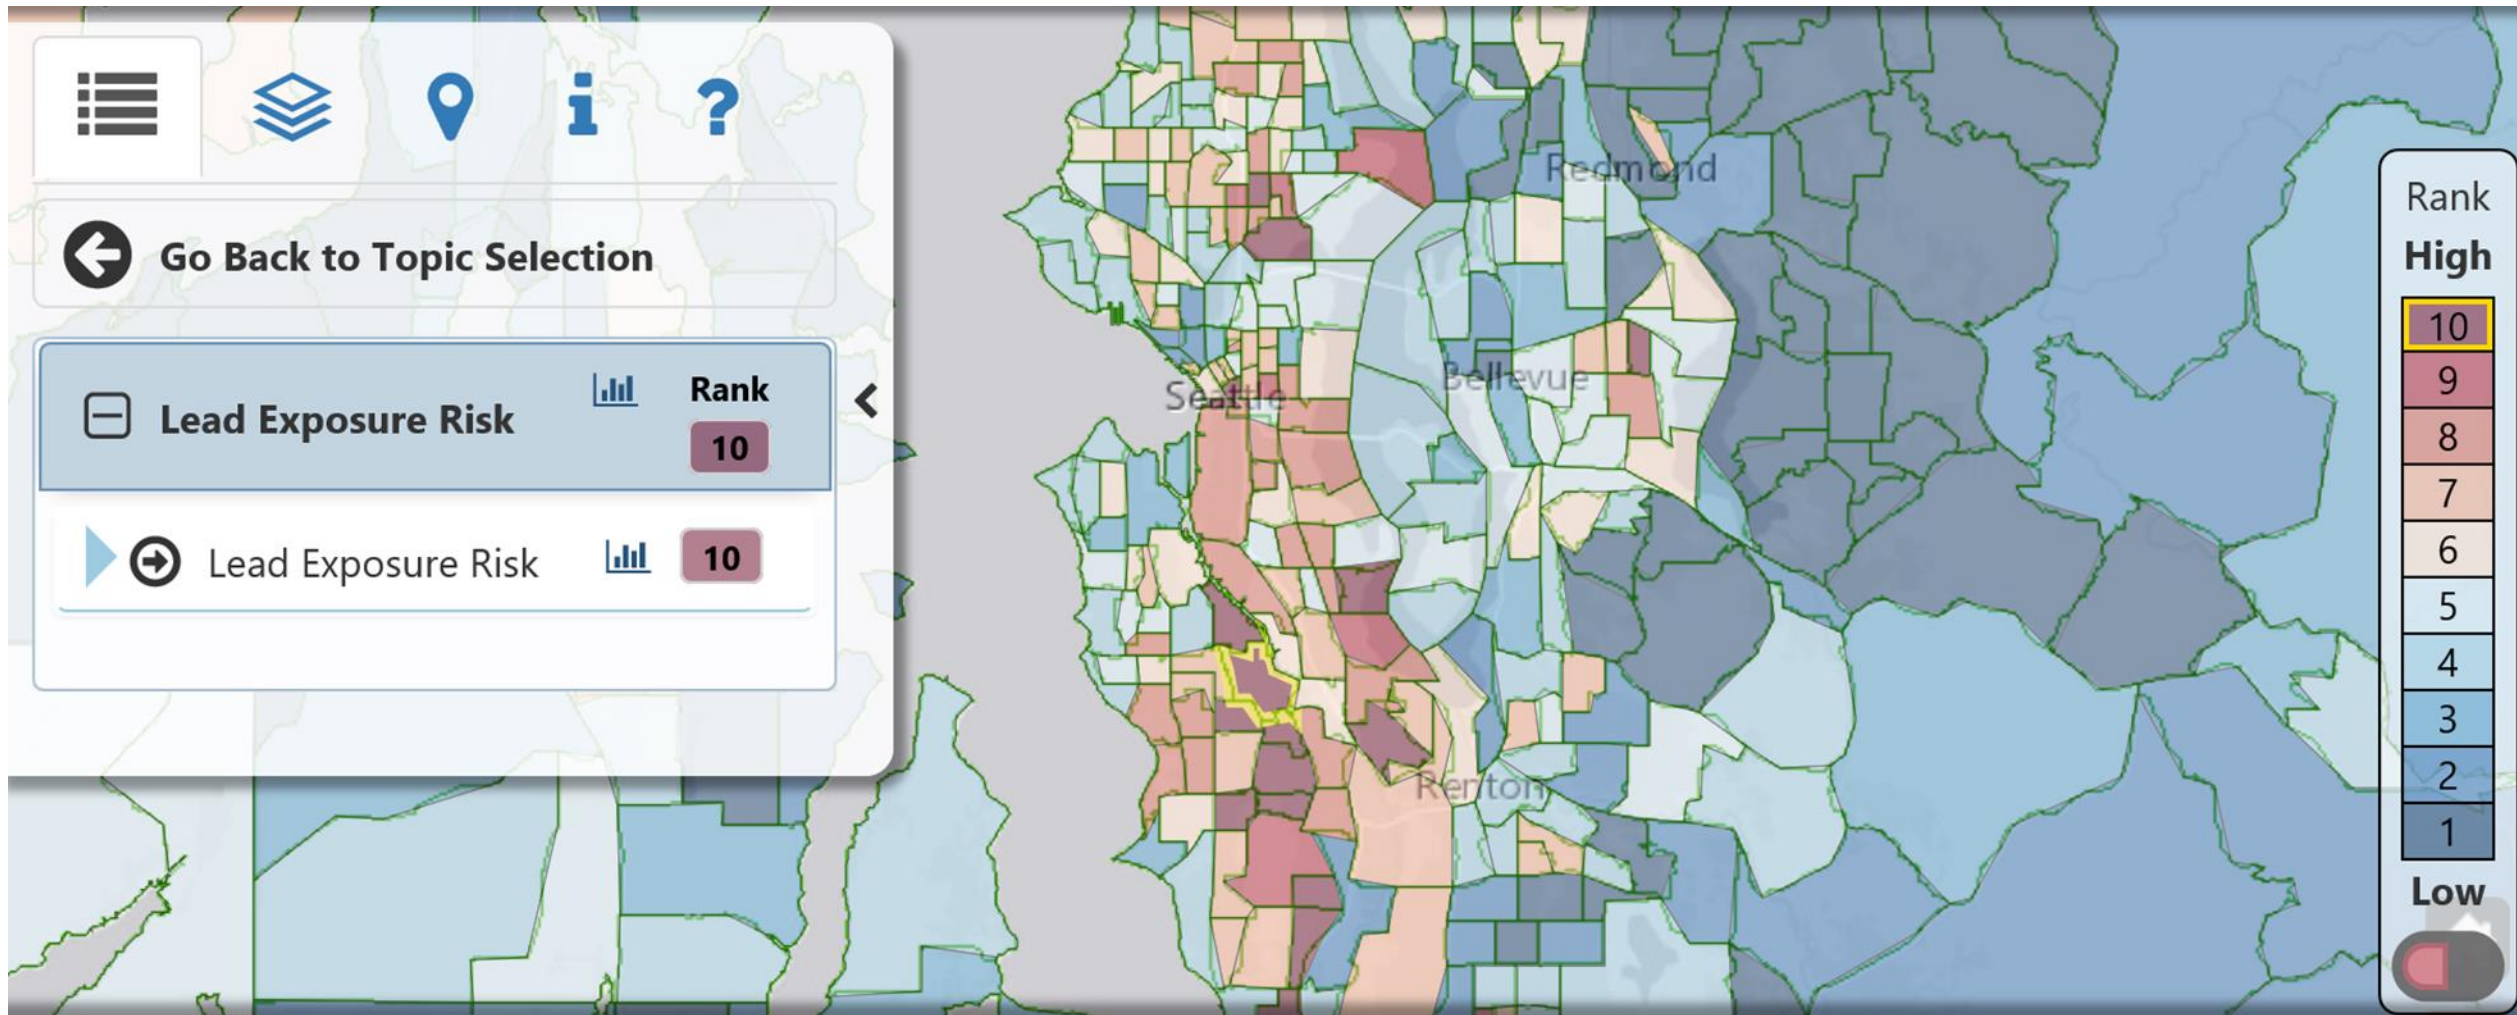 ?
Go Back to Topic Selection
Lead Exposure Risk
Rank
10
Lead Exposure Risk
10
Redmond
Seattle
Bellevue
Renton
Rank
High
10
9
8
7
6
5
4
3
2
1
Low